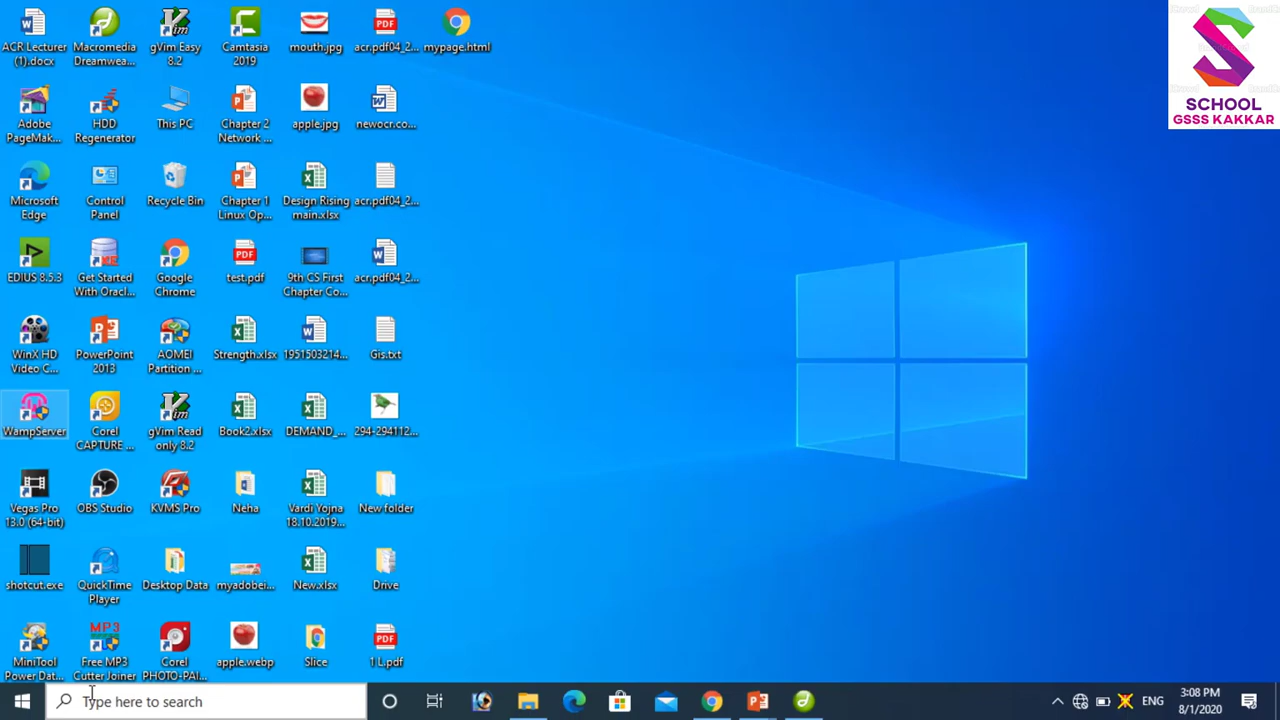 ACR Lecturer
(1).docx
Macromedia
Dreamwea...
gVim Easy
8.2
Camtasia
2019
mouth.jpg
acr.pdf04_2...
mypage.html
Adobe
PageMak...
HDD
Regenerator
This PC
Chapter 2
Network ...
apple.jpg
newocr.co...
Microsoft
Edge
Control
Panel
Recycle Bin
Chapter 1
Linux Op...
Design Rising
main.xlsx
acr.pdf04_2...
EDIUS 8.5.3
Get Started
With Oracl...
Google
Chrome
test.pdf
9th CS First
Chapter Co...
acr.pdf04_2...
WinX HD
Video C...
PowerPoint
2013
AOMEI
Partition ...
Strength.xlsx
1951503214...
Gis.txt
WampServer
Corel
CAPTURE ...
gVim Read
only 8.2
Book2.xlsx
DEMAND_...
294-294112...
Vegas Pro
13.0 (64-bit)
OBS Studio
KVMS Pro
Neha
Vardi Yojna
18.10.2019...
New folder
shotcut.exe
QuickTime
Player
Desktop Data
myadobei...
New.xlsx
Drive
MiniTool
Power Dat...
MP3
Free MP3
Cutter Joiner
Corel
PHOTO-PAI...
apple.webp
Slice
1 L.pdf
SCHOOL
GSSS KAKKAR
Type here to search
ENG
3:08 PM
8/1/2020